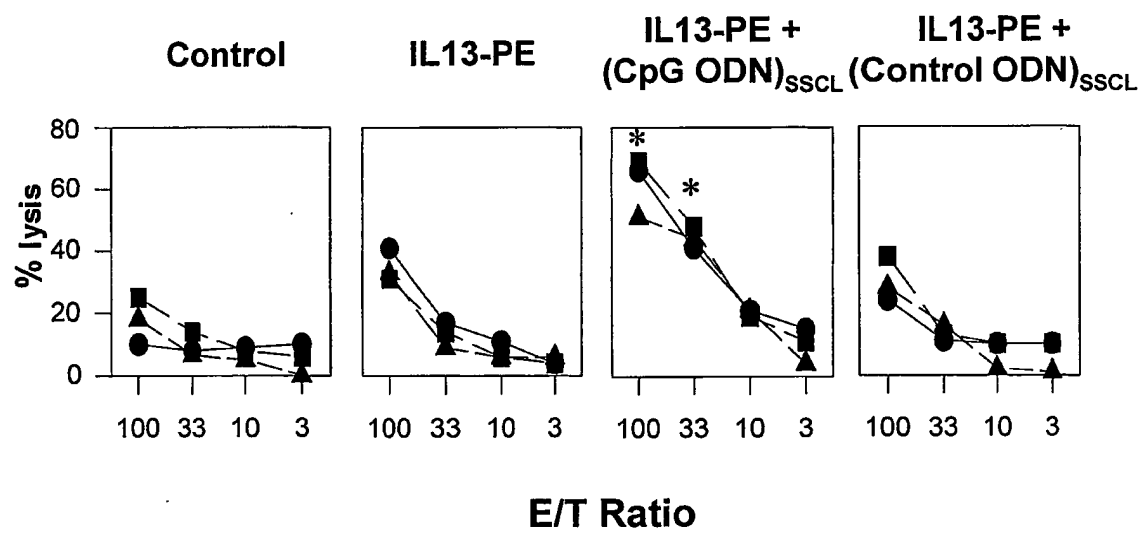 Control
IL13-PE
IL13-PE +
(CpG ODN)SSCL
IL13-PE +
(Control ODN)SSCL
% lysis
80
60
40
20
0
* *
100 33 10 3
100 33 10 3
100 33 10 3
100 33 10 3
E/T Ratio